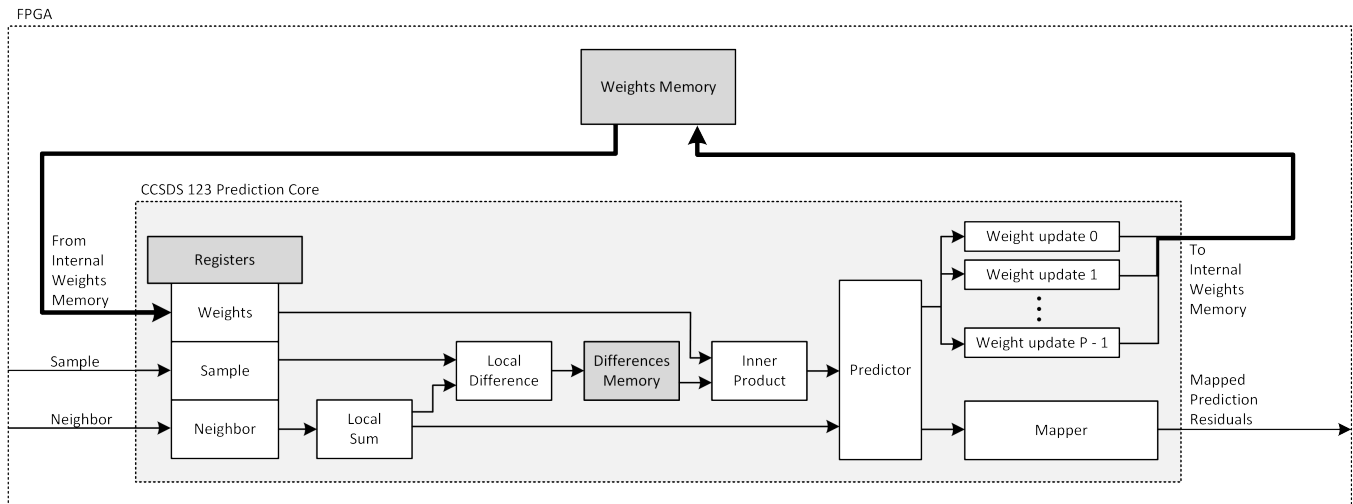 FPGA
Weights Memory
CCSDS 123 Prediction Core
From
Internal
Weights
Memory
Registers
Weights
Sample
Sample
Neighbor
Neighbor
Local
Sum
Local
Difference
Differences
Memory
Inner
Product
Predictor
Weight update 0
Weight update 1
Weight update P - 1
Mapper
To
Internal
Weights
Memory
Mapped
Prediction
Residuals